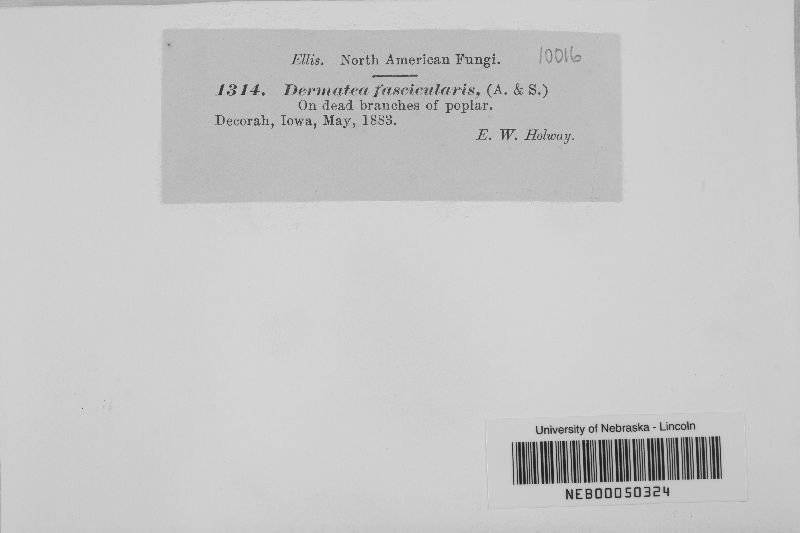 Ellis. North American Fungi. 10016
1314. Dermatea fascicularis, (A. & S.)
On dead branches of poplar.
Decorah, Iowa, May, 1883.
E. W. Holway.
University of Nebraska - Lincoln
NEB00050324